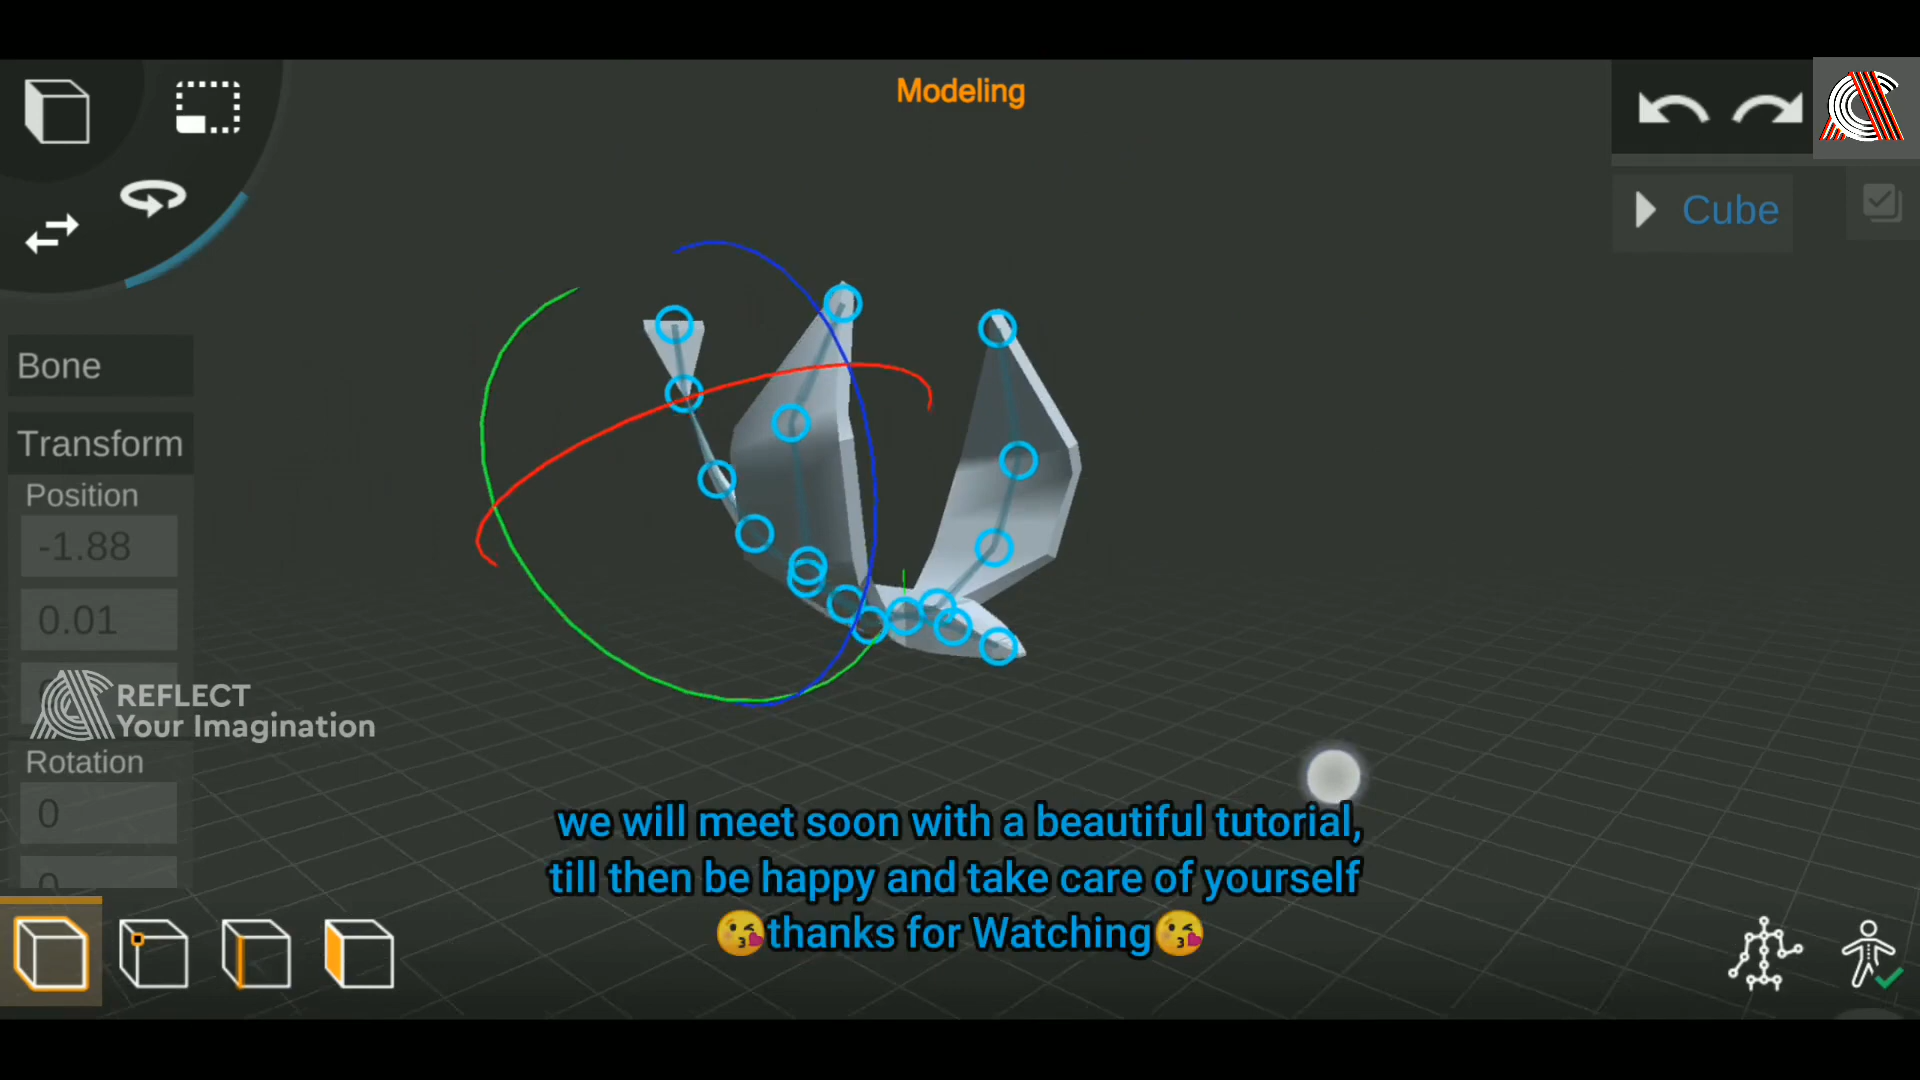 Modeling
Cube
Bone
Transform
Position
-1.88
0.01
REFLECT
Your Imagination
Rotation
0
0
we will meet soon with a beautiful tutorial,
till then be happy and take care of yourself
😘thanks for Watching😘